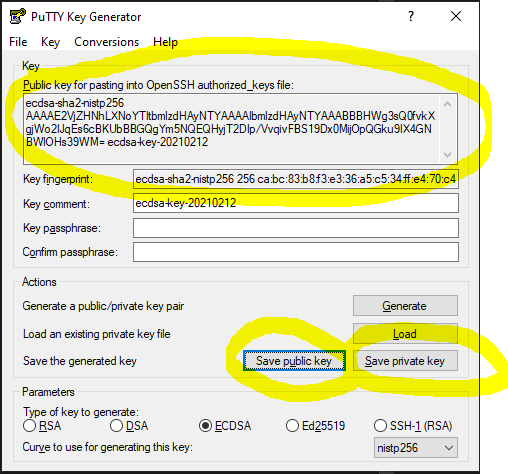 PuTTY Key Generator
File Key Conversions Help
Key
Public key for pasting into OpenSSH authorized_keys file:
ecdsa-sha2-nistp256
AAAAE2VjZHNhLXNoYTItbmlzdHAyNTYAAAAIbmlzdHAyNTYAAABBBHWg3sQ0fvkX
gjWo2lJqEs6cBKUbBBGQgYm5NQEQHyjT2DIp/VvqivFBS19Dx0MijOpQGku9IX4GN
BWlOHs39WM= ecdsa-key-20210212
Key fingerprint: ecdsa-sha2-nistp256 256 ca:bc:83:b8:f3:e3:36:a5:c5:34:ff:e4:70:c4
Key comment: ecdsa-key-20210212
Key passphrase:
Confirm passphrase:
Actions
Generate a public/private key pair Generate
Load an existing private key file Load
Save the generated key Save public key Save private key
Parameters
Type of key to generate:
RSA DSA ECDSA Ed25519 SSH-1 (RSA)
Curve to use for generating this key: nistp256